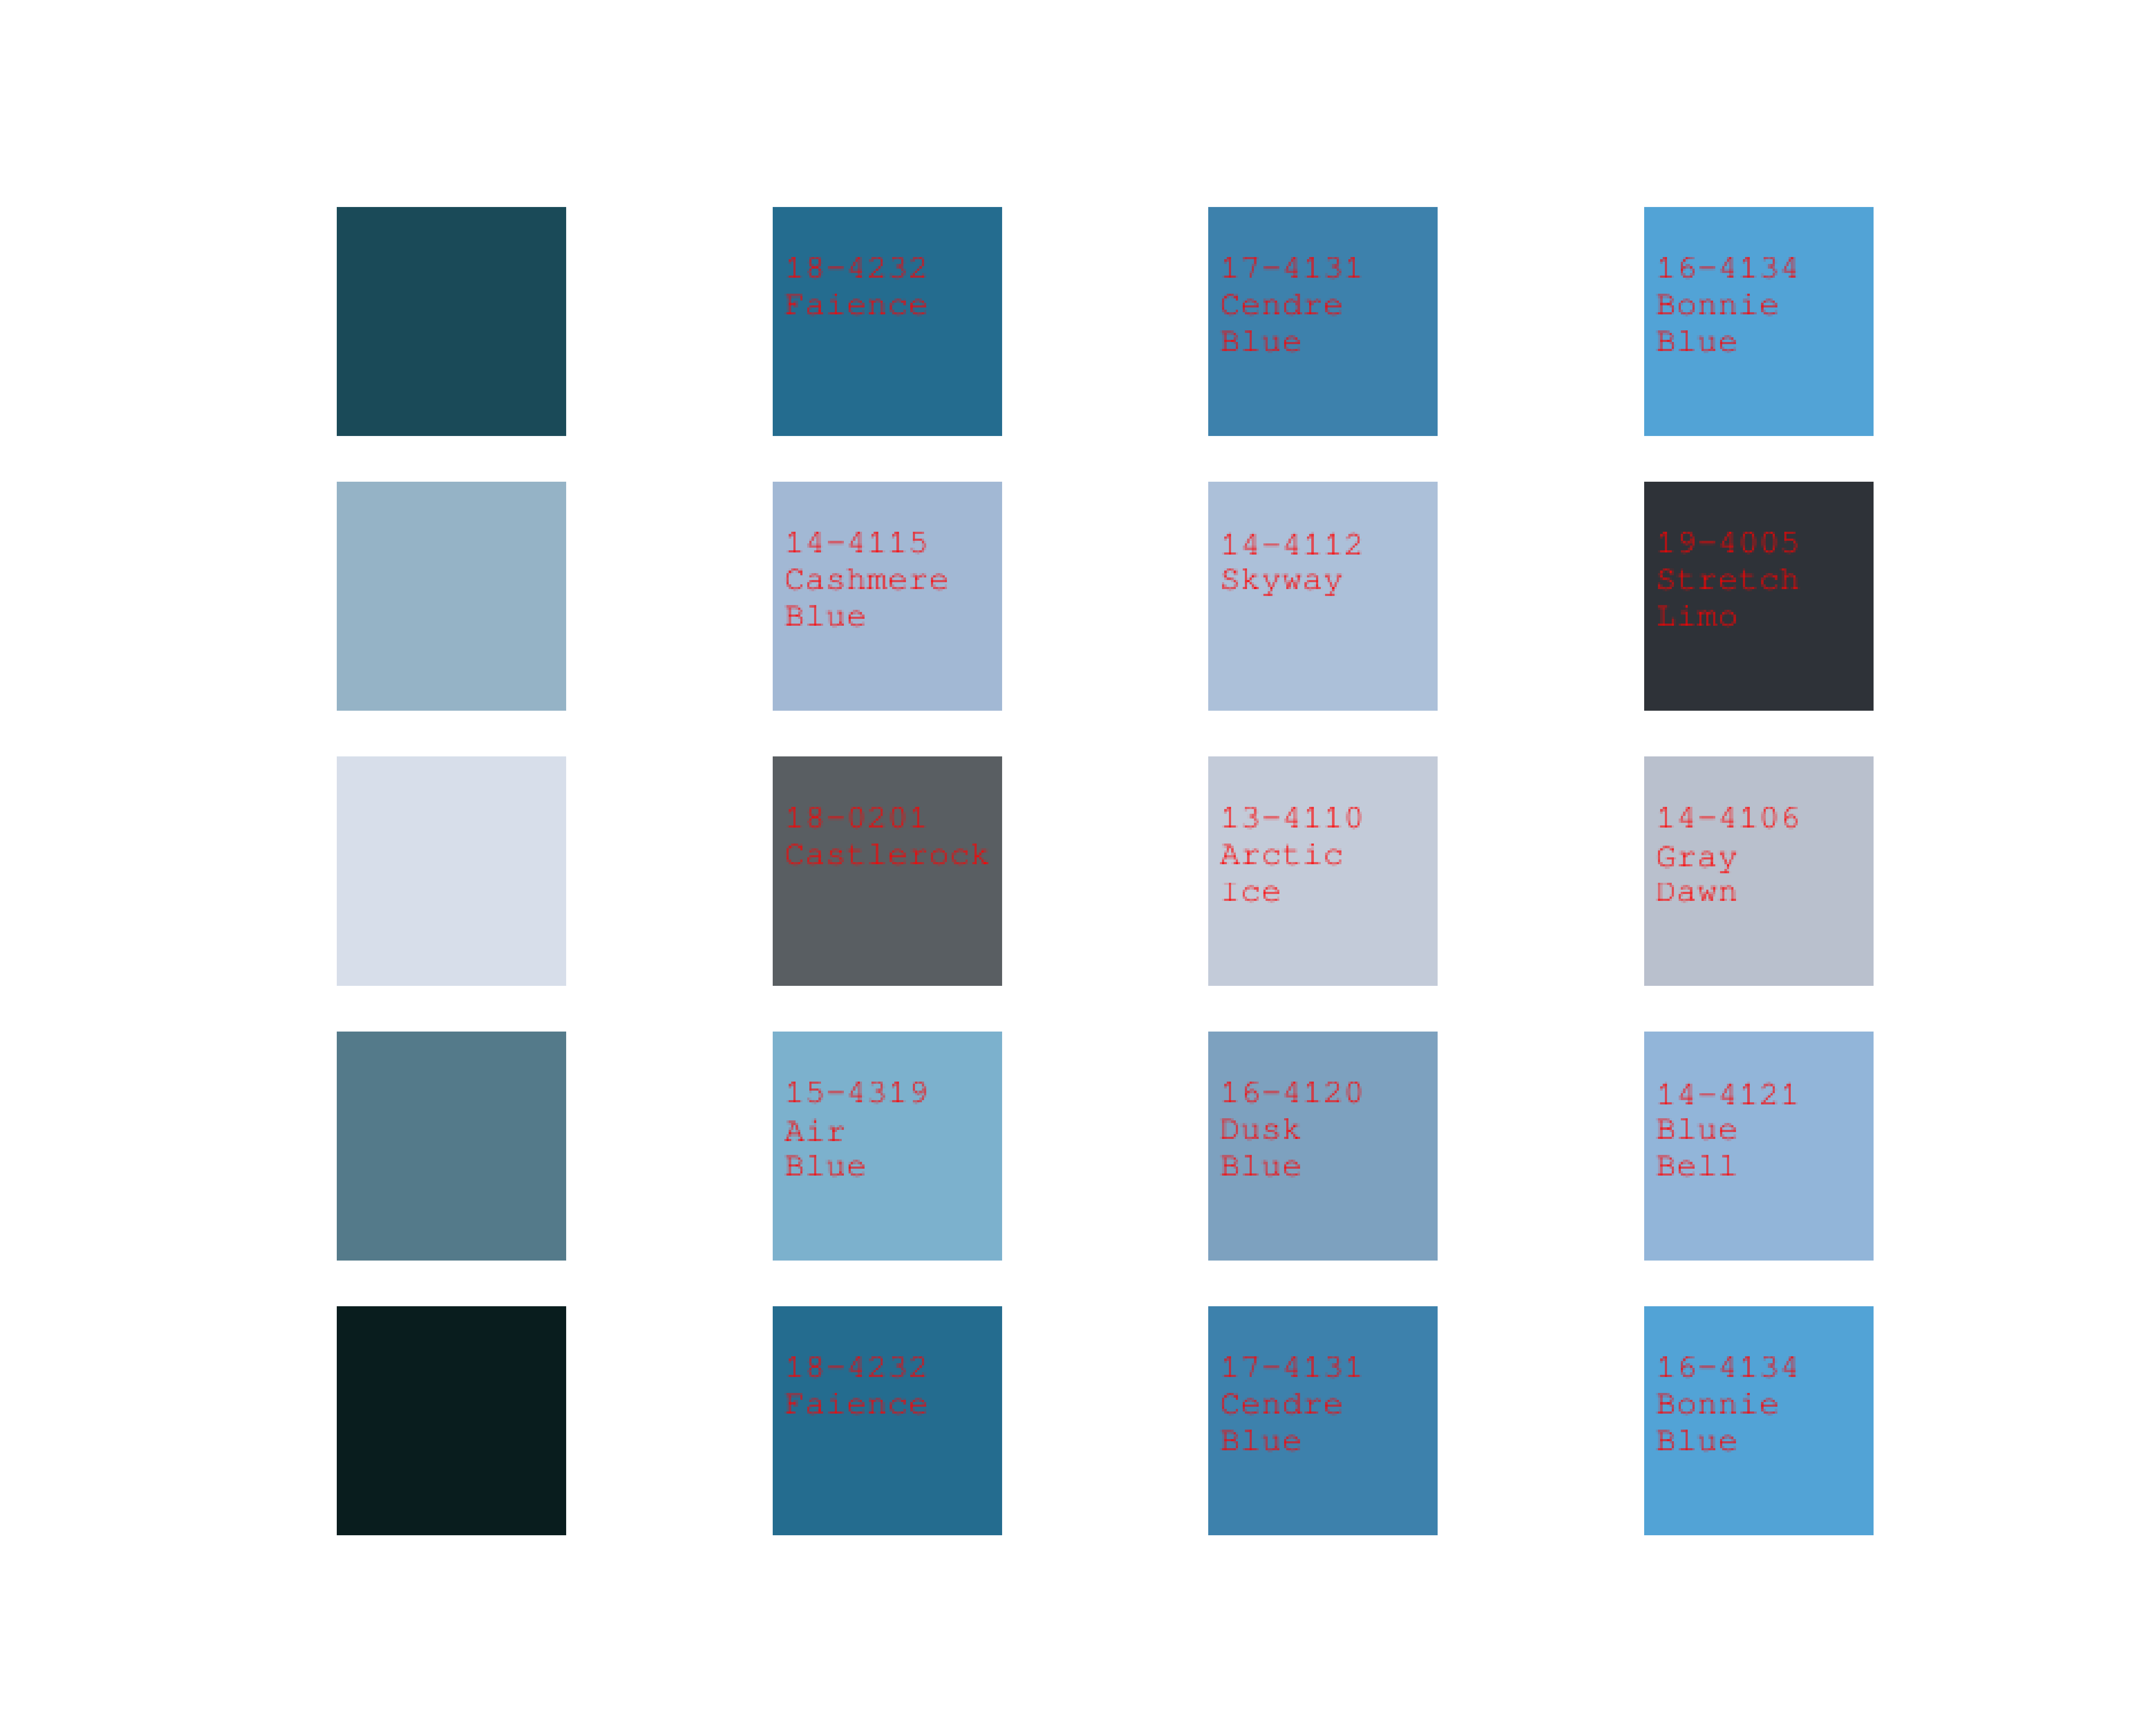 18-4232
Faience
17-4131
Cendre
Blue
16-4134
Bonnie
Blue
14-4115
Cashmere
Blue
14-4112
Skyway
19-4005
Stretch
Limo
18-0201
Castlerock
13-4110
Arctic
Ice
14-4106
Gray
Dawn
15-4319
Air
Blue
16-4120
Dusk
Blue
14-4121
Blue
Bell
18-4232
Faience
17-4131
Cendre
Blue
16-4134
Bonnie
Blue